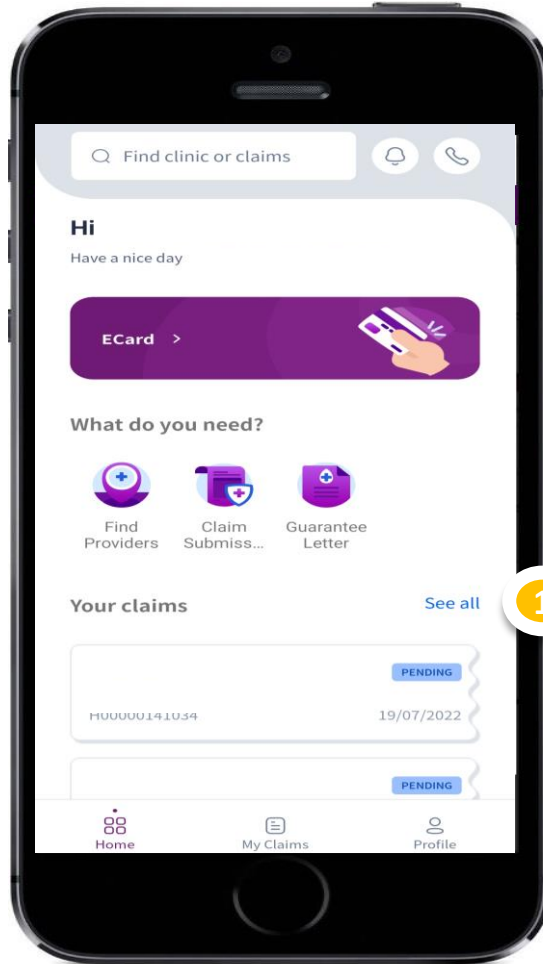 Find clinic or claims
Hi
Have a nice day
ECard >
What do you need?
Find Providers
Claim Submiss...
Guarantee Letter
Your claims
See all
1
PENDING
H00000141034
19/07/2022
PENDING
Home
My Claims
Profile